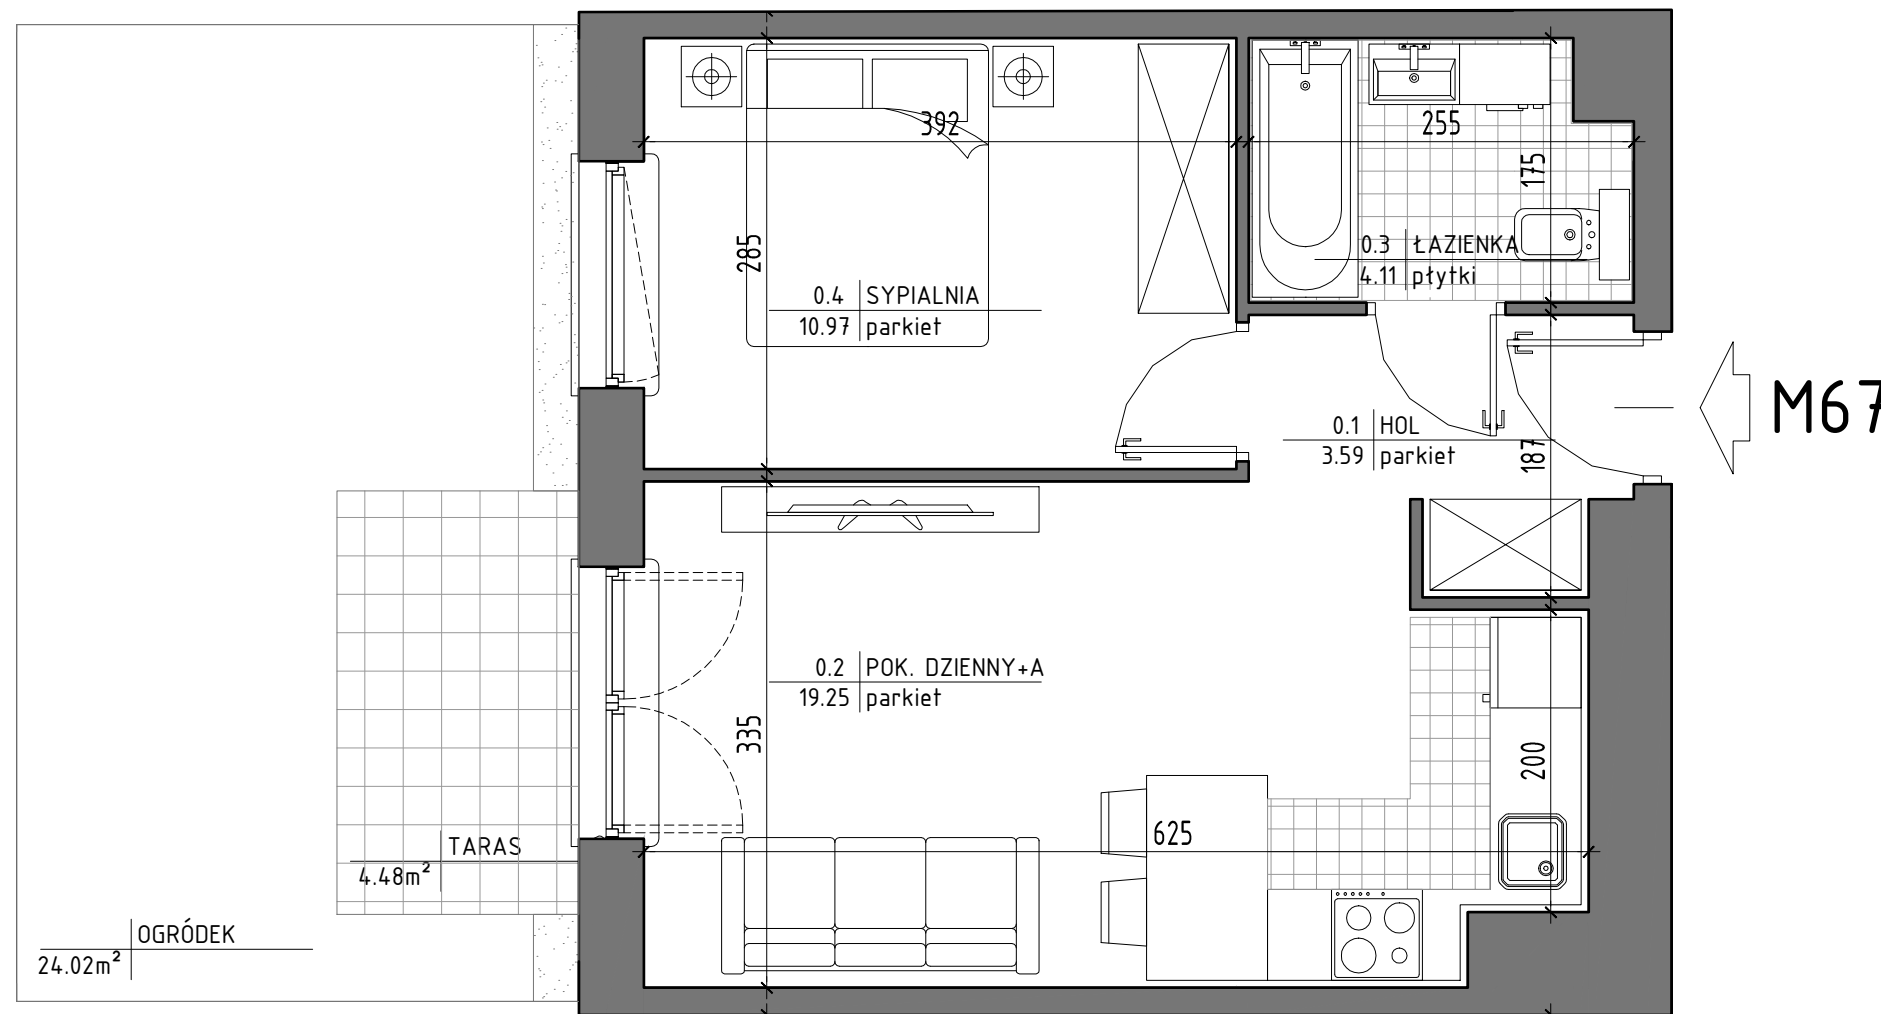 392
255
175
285
0.3 ŁAZIENKA
4.11 płytki
0.4 SYPIALNIA
10.97 parkiet
M67
0.1 HOL
3.59 parkiet
187
0.2 POK. DZIENNY+A
19.25 parkiet
335
200
625
TARAS
4.48m²
OGRÓDEK
24.02m²